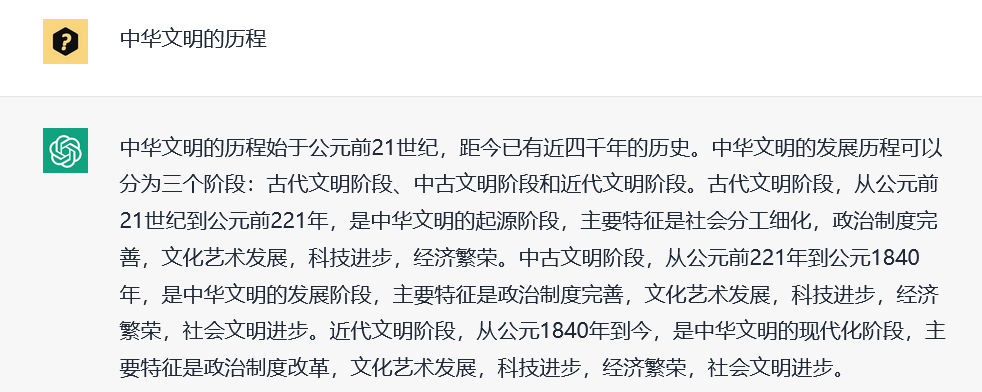 中华文明的历程
中华文明的历程始于公元前21世纪，距今已有近四千年的历史。中华文明的发展历程可以
分为三个阶段：古代文明阶段、中古文明阶段和近代文明阶段。古代文明阶段，从公元前
21世纪到公元前221年，是中华文明的起源阶段，主要特征是社会分工细化，政治制度完
善，文化艺术发展，科技进步，经济繁荣。中古文明阶段，从公元前221年到公元1840
年，是中华文明的发展阶段，主要特征是政治制度完善，文化艺术发展，科技进步，经济
繁荣，社会文明进步。近代文明阶段，从公元1840年到今，是中华文明的现代化阶段，主
要特征是政治制度改革，文化艺术发展，科技进步，经济繁荣，社会文明进步。